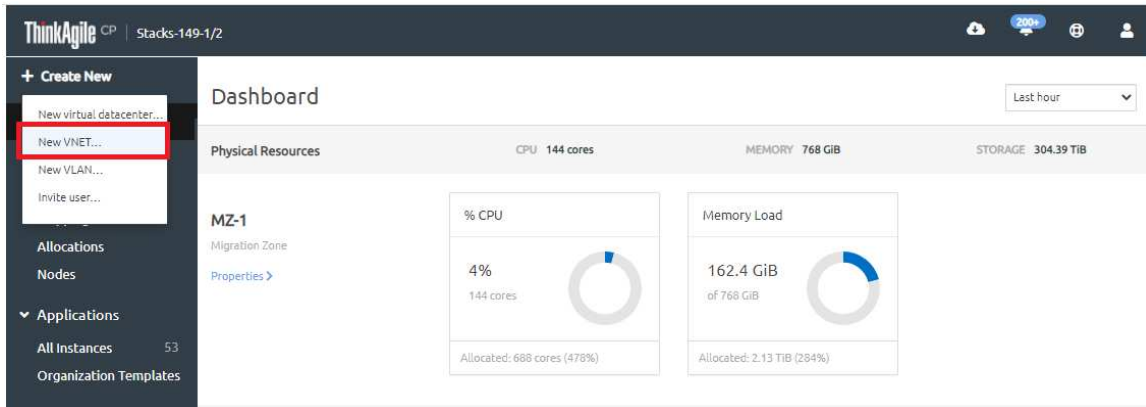 ThinkAgile CP | Stacks-149-1/2
200+
+ Create New
New virtual datacenter...
New VNET...
New VLAN...
Invite user...
Allocations
Nodes
Applications
All Instances 53
Organization Templates
Dashboard
Last hour
Physical Resources
CPU 144 cores
MEMORY 768 GiB
STORAGE 304.39 TiB
MZ-1
Migration Zone
Properties >
% CPU
4%
144 cores
Allocated: 688 cores (478%)
Memory Load
162.4 GiB
of 768 GiB
Allocated: 2.13 TiB (284%)